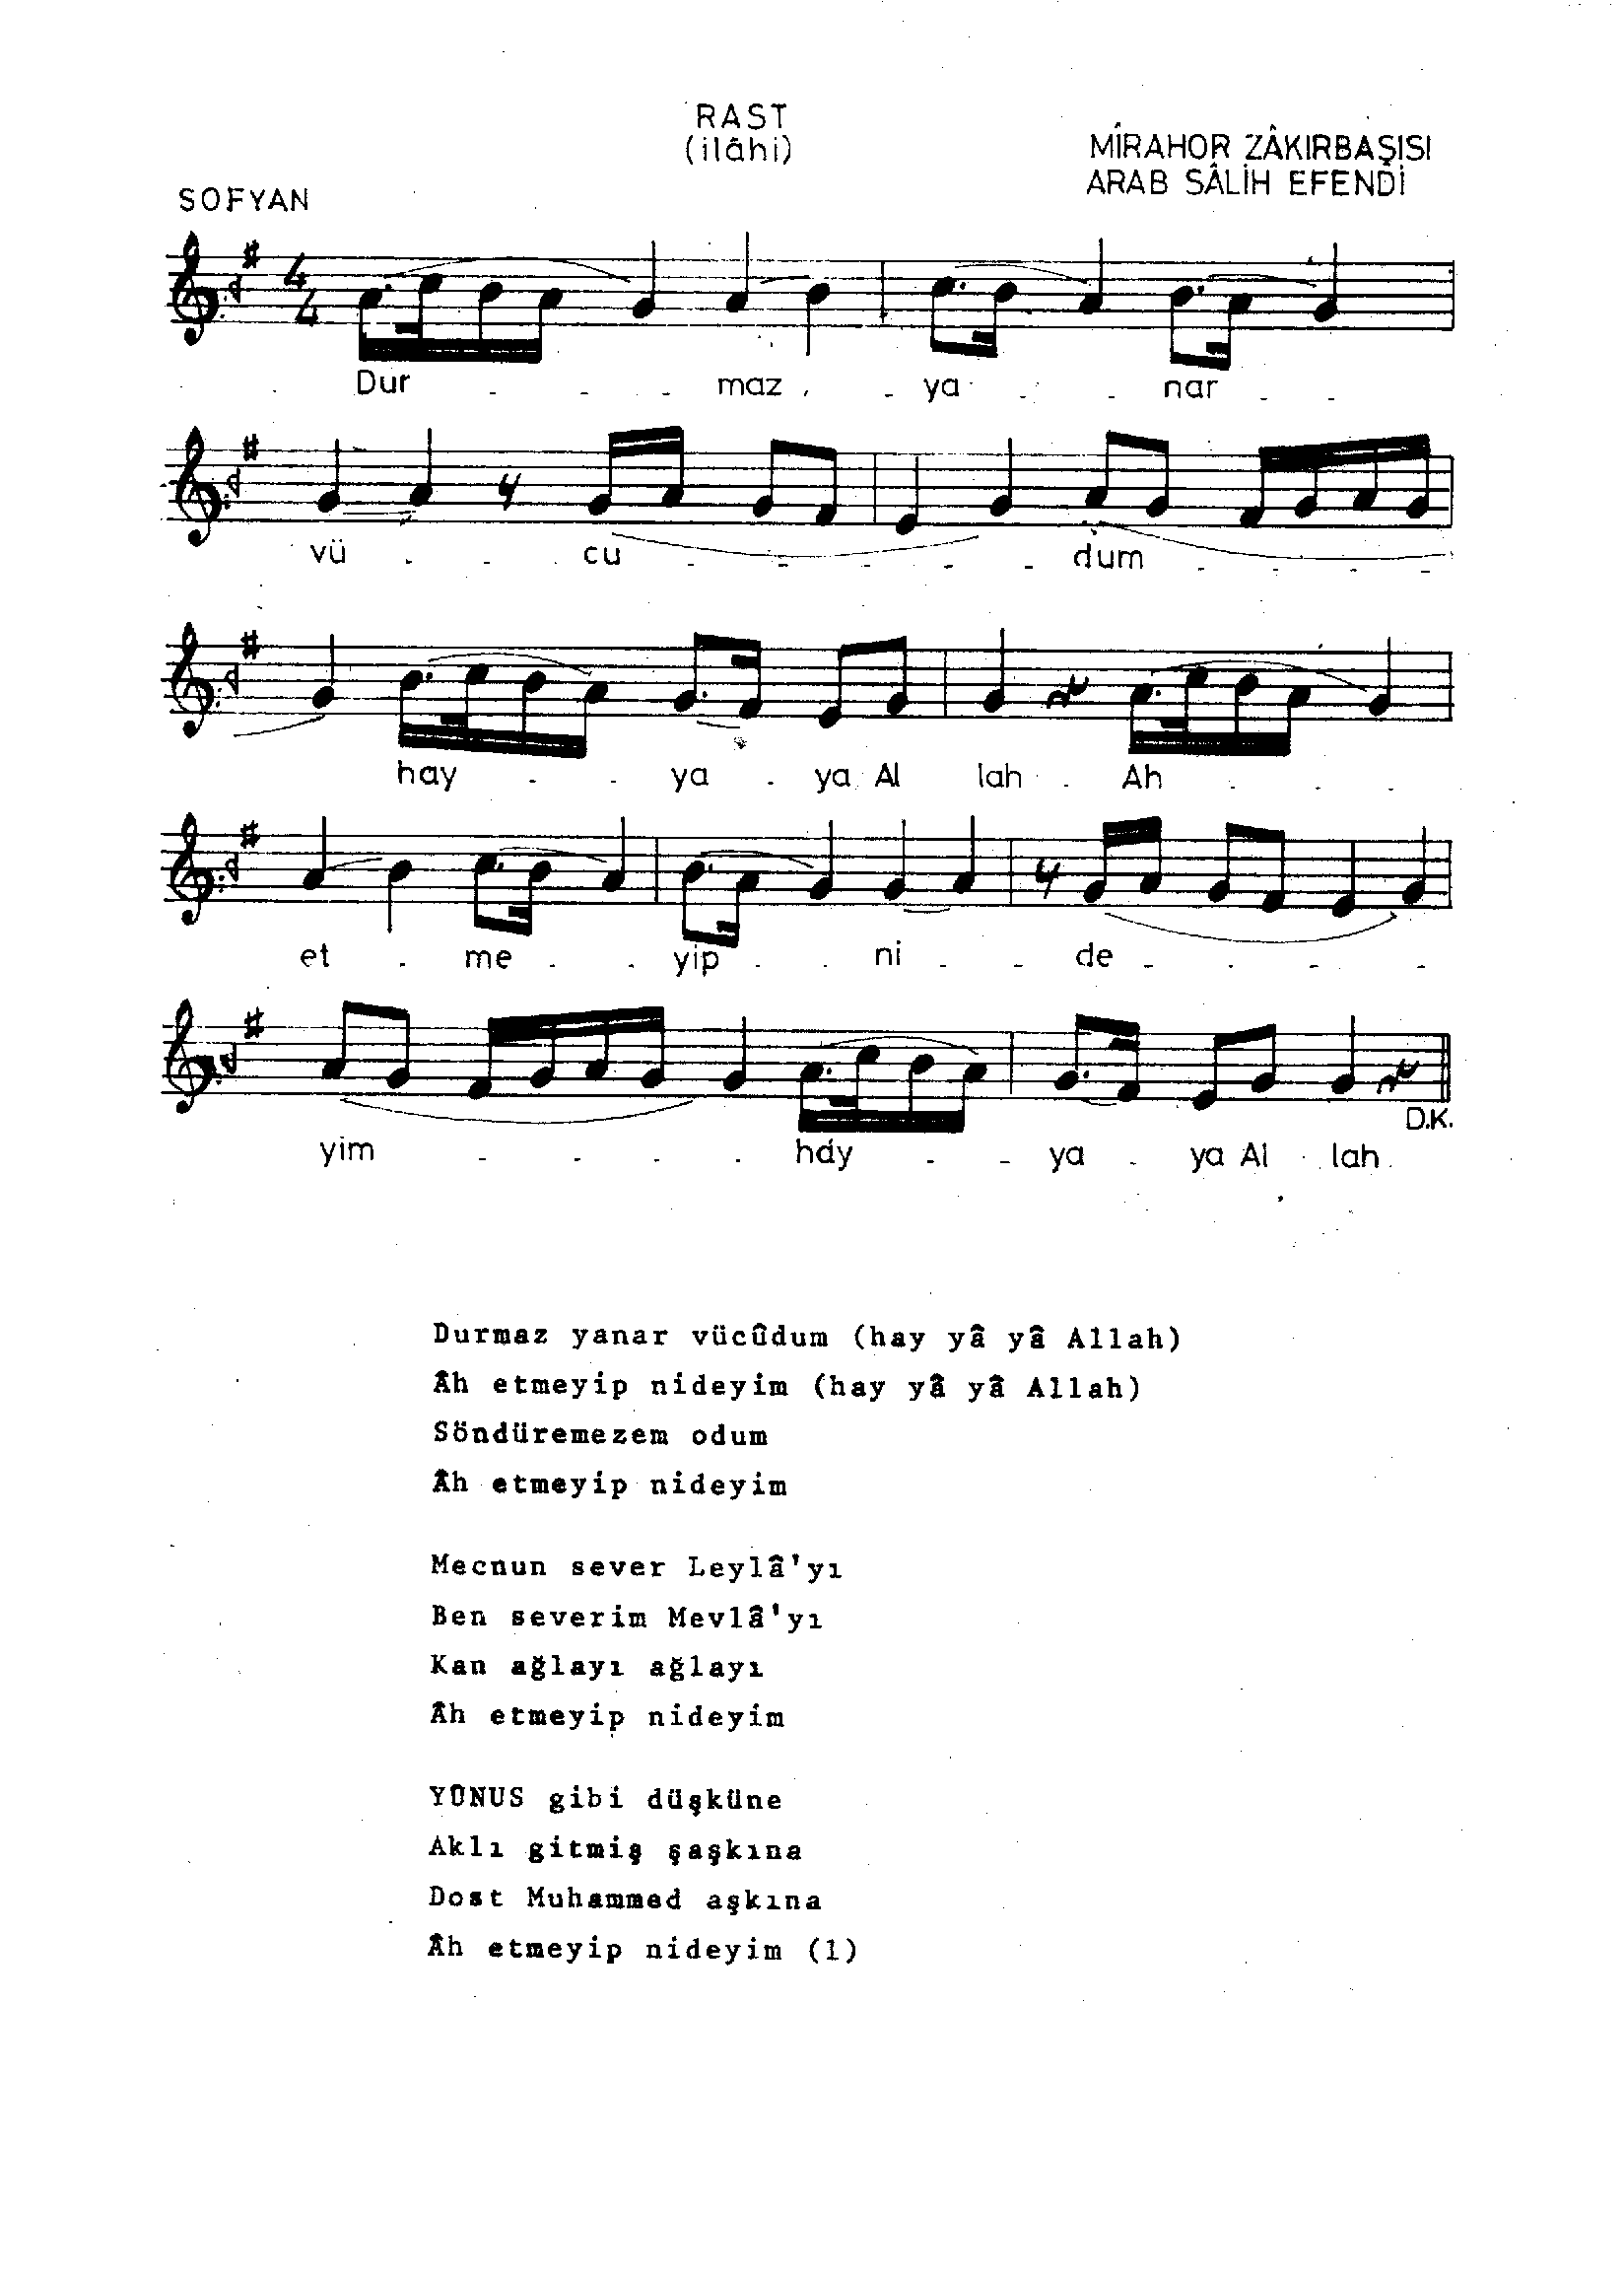 RAST
(ilâhi)
MÎRAHOR ZÂKIRBAŞISI
ARAB SÂLİH EFENDİ
SOFYAN
4
4
Dur - - - maz - ya - - nar - -
vü - - cu - - - - - dum - - - -
hay - - ya - ya Al lah - Ah - - -
et - me - - yip - - ni - - de - - - -
yim - - - - hay - - ya - ya Al lah
D.K.
Durmaz yanar vücûdum (hay yâ yâ Allah)
Âh etmeyip nideyim (hay yâ yâ Allah)
Söndüremezem odum
Âh etmeyip nideyim
Mecnun sever Leylâ'yı
Ben severim Mevlâ'yı
Kan ağlayı ağlayı
Âh etmeyip nideyim
YÛNUS gibi düşküne
Aklı gitmiş şaşkına
Dost Muhammed aşkına
Âh etmeyip nideyim (1)